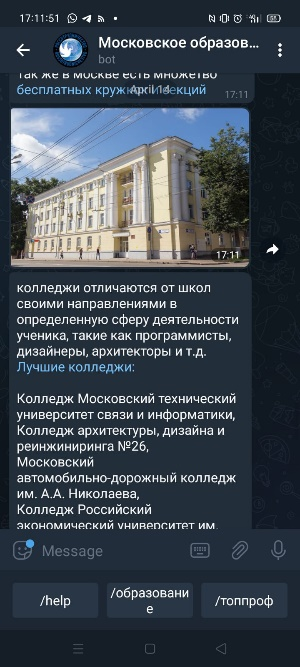 17:11:51
Московское образов...
bot
так же в москве есть множетво
бесплатных кружков и секций
April 14
17:11
17:11
колледжи отличаются от школ
своими направлениями в
определенную сферу деятельности
ученика, такие как программисты,
дизайнеры, архитекторы и т.д.
Лучшие колледжи:
Колледж Московский технический
университет связи и информатики,
Колледж архитектуры, дизайна и
реинжиниринга №26,
Московский
автомобильно-дорожный колледж
им. А.А. Николаева,
Колледж Российский
экономический университет им.
Message
/help
/образовани
е
/топпроф